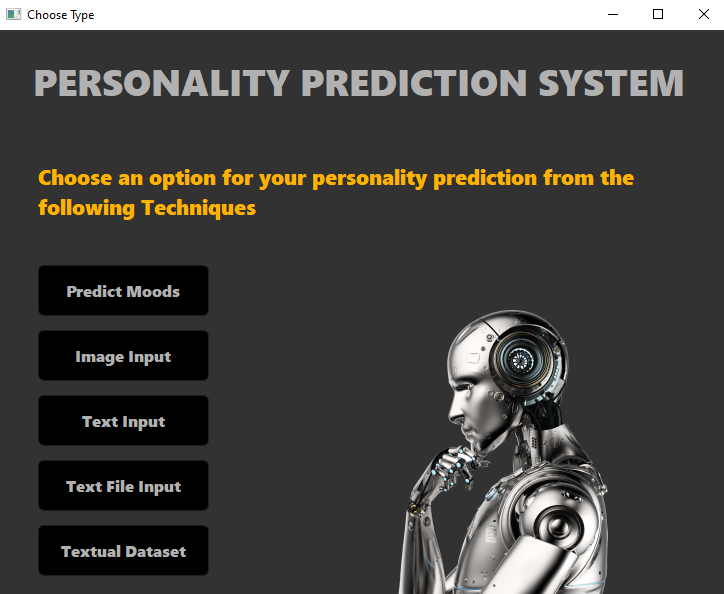 Choose Type
PERSONALITY PREDICTION SYSTEM
Choose an option for your personality prediction from the
following Techniques
Predict Moods
Image Input
Text Input
Text File Input
Textual Dataset